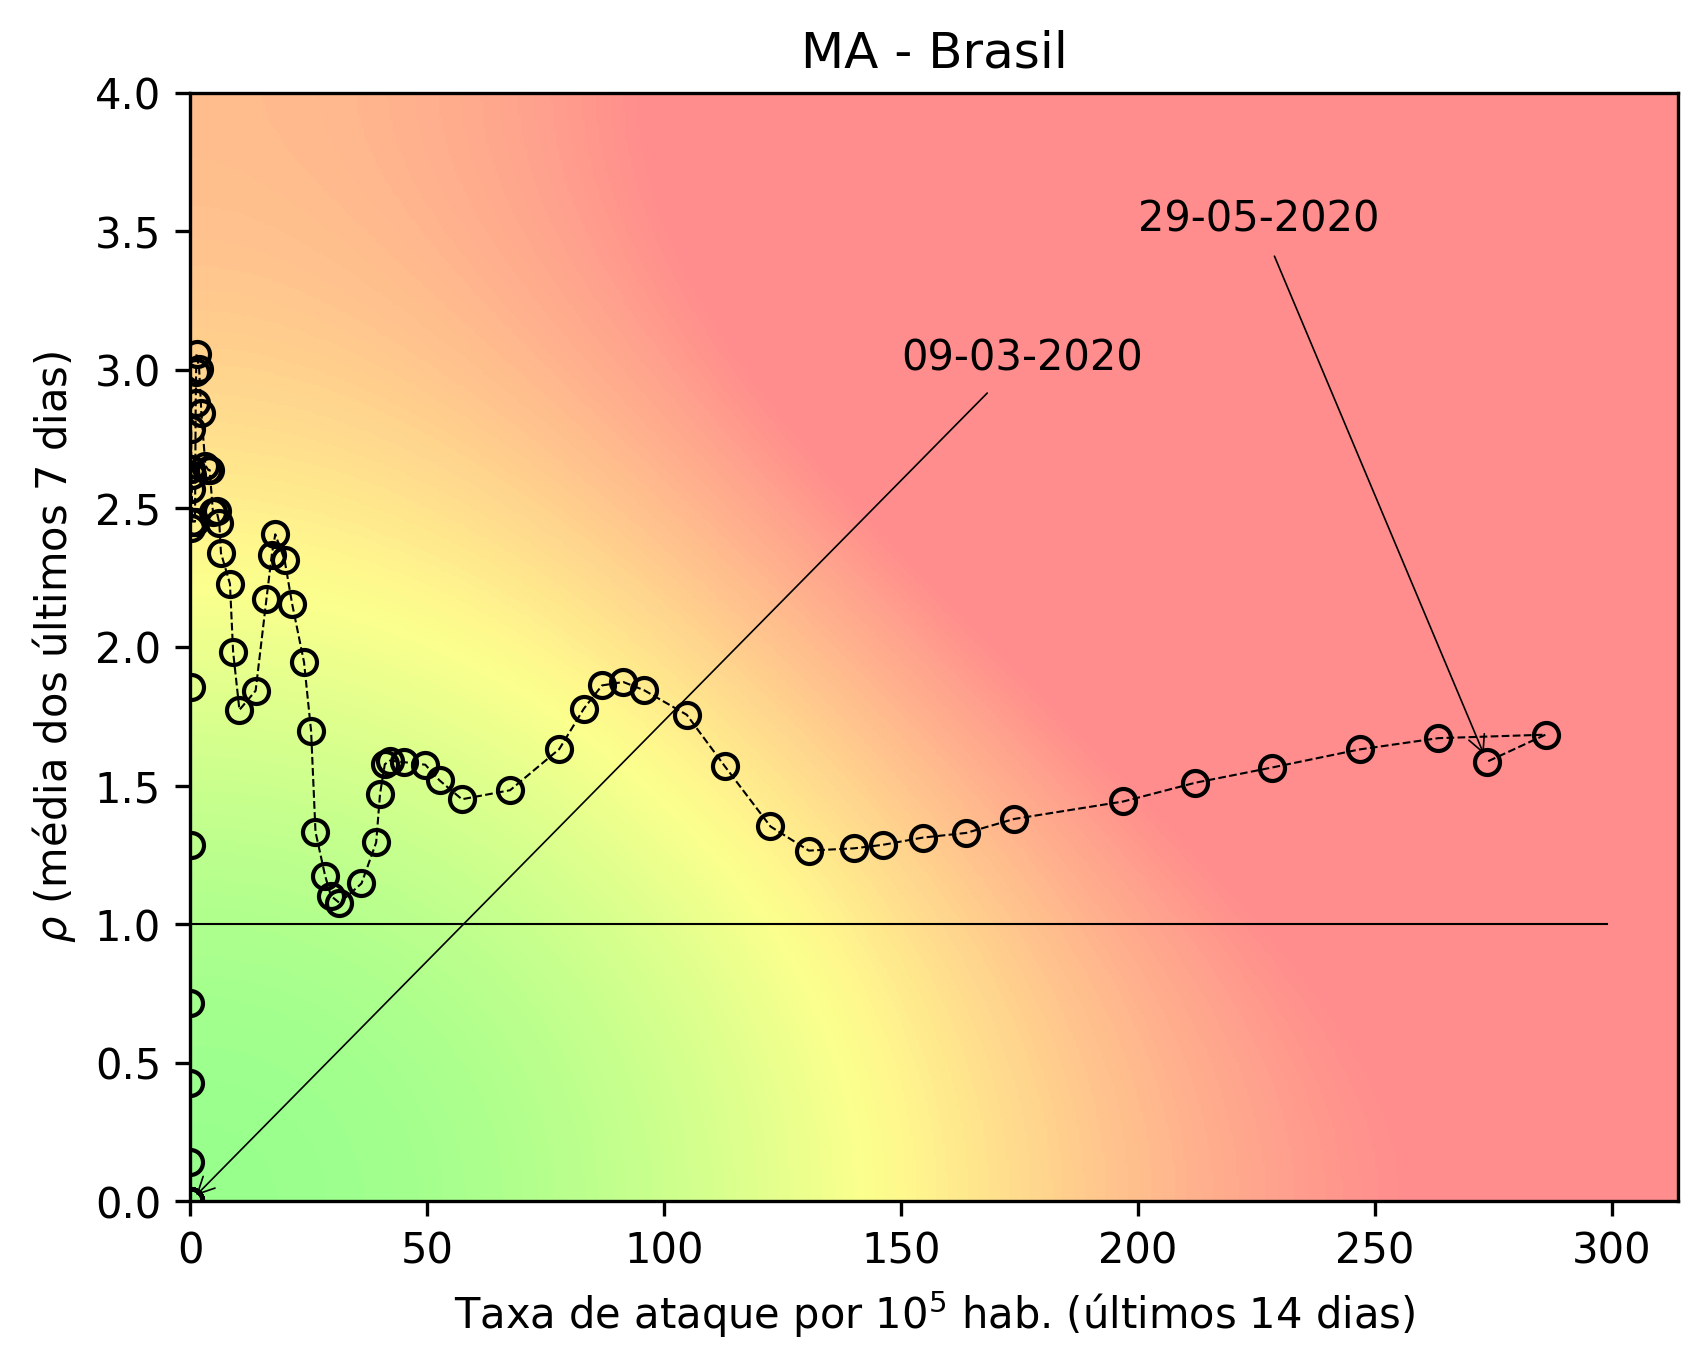 MA - Brasil
4.0
3.5
3.0
2.5
2.0
1.5
1.0
0.5
0.0
ρ (média dos últimos 7 dias)
29-05-2020
09-03-2020
0 50 100 150 200 250 300
Taxa de ataque por 10⁵ hab. (últimos 14 dias)